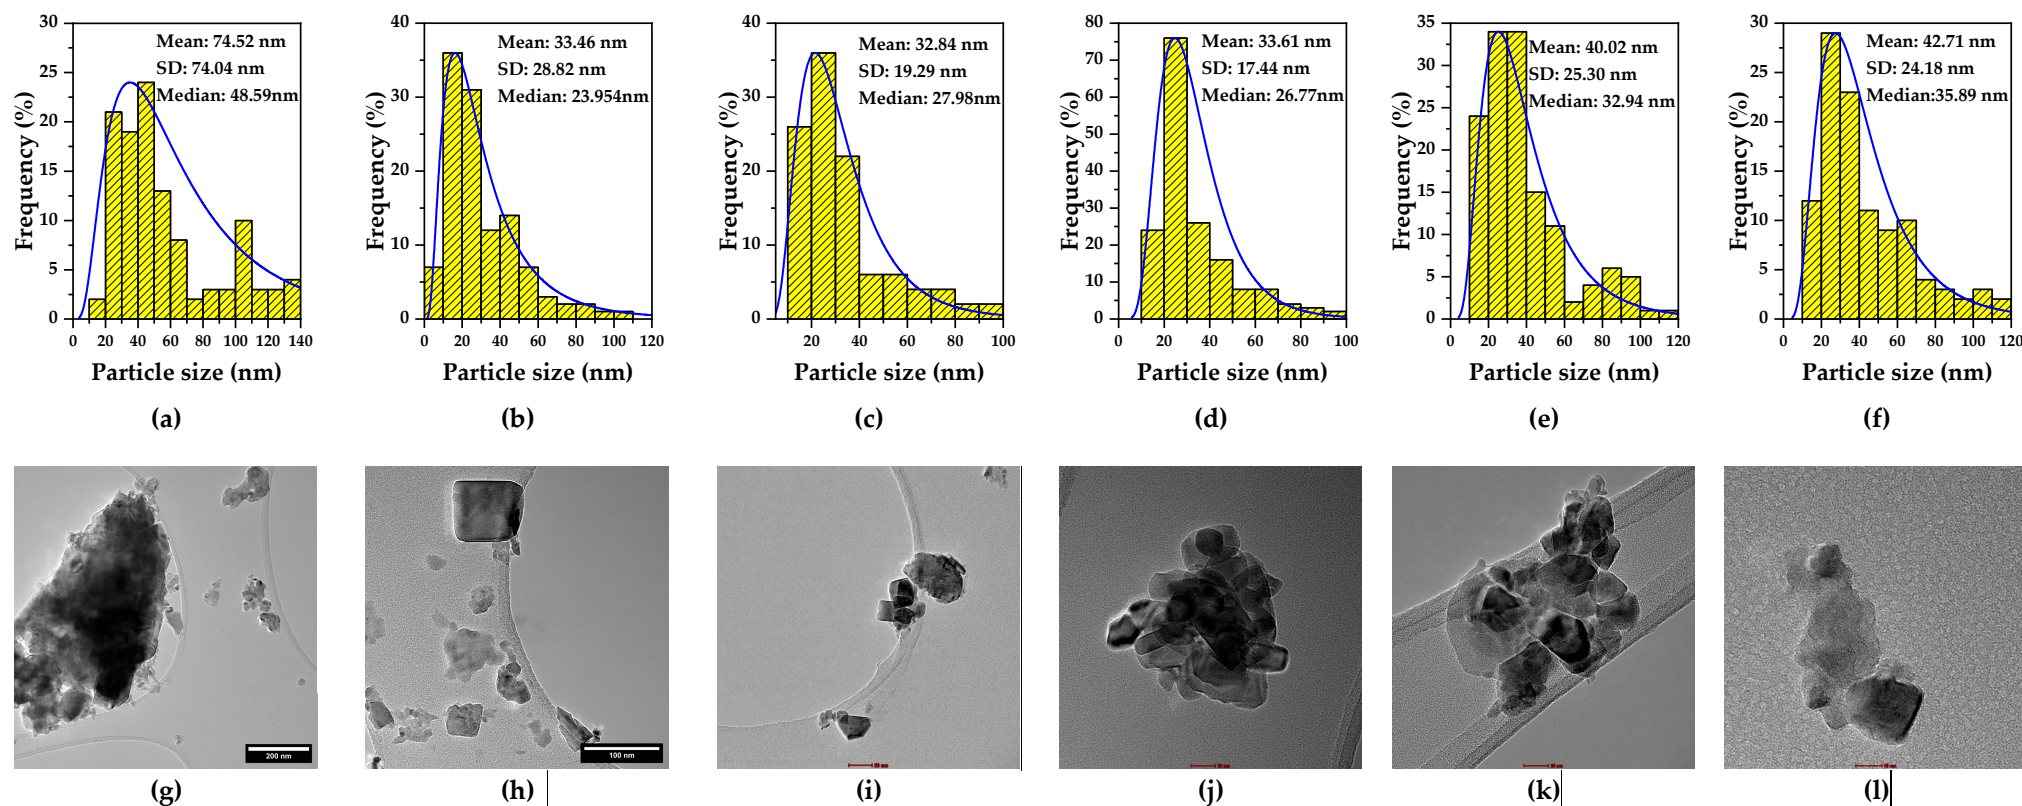 30
25
20
15
10
5
0
Frequency (%)
Mean: 74.52 nm
SD: 74.04 nm
Median: 48.59nm
0 20 40 60 80 100 120 140
Particle size (nm)
(a)
40
30
20
10
0
Frequency (%)
Mean: 33.46 nm
SD: 28.82 nm
Median: 23.954nm
0 20 40 60 80 100 120
Particle size (nm)
(b)
40
30
20
10
0
Frequency (%)
Mean: 32.84 nm
SD: 19.29 nm
Median: 27.98nm
20 40 60 80 100
Particle size (nm)
(c)
80
70
60
50
40
30
20
10
0
Frequency (%)
Mean: 33.61 nm
SD: 17.44 nm
Median: 26.77nm
0 20 40 60 80 100
Particle size (nm)
(d)
35
30
25
20
15
10
5
0
Frequency (%)
Mean: 40.02 nm
SD: 25.30 nm
Median: 32.94 nm
0 20 40 60 80 100 120
Particle size (nm)
(e)
30
25
20
15
10
5
0
Frequency (%)
Mean: 42.71 nm
SD: 24.18 nm
Median:35.89 nm
0 20 40 60 80 100 120
Particle size (nm)
(f)
200 nm
(g)
100 nm
(h)
(i)
(j)
(k)
(l)